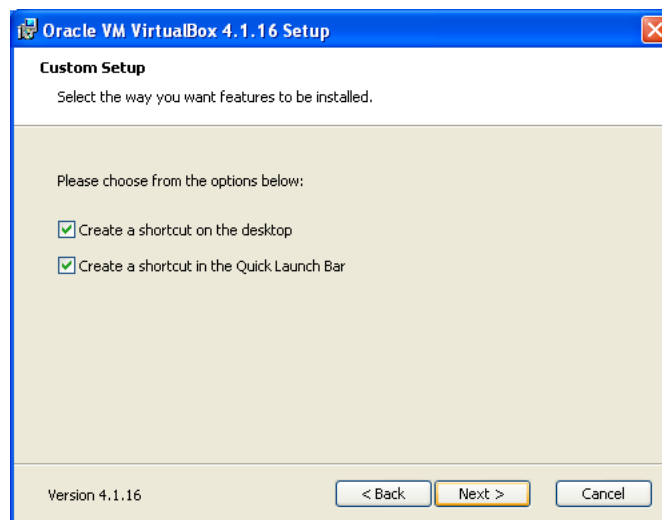 Oracle VM VirtualBox 4.1.16 Setup
Custom Setup
Select the way you want features to be installed.
Please choose from the options below:
Create a shortcut on the desktop
Create a shortcut in the Quick Launch Bar
Version 4.1.16
< Back
Next >
Cancel